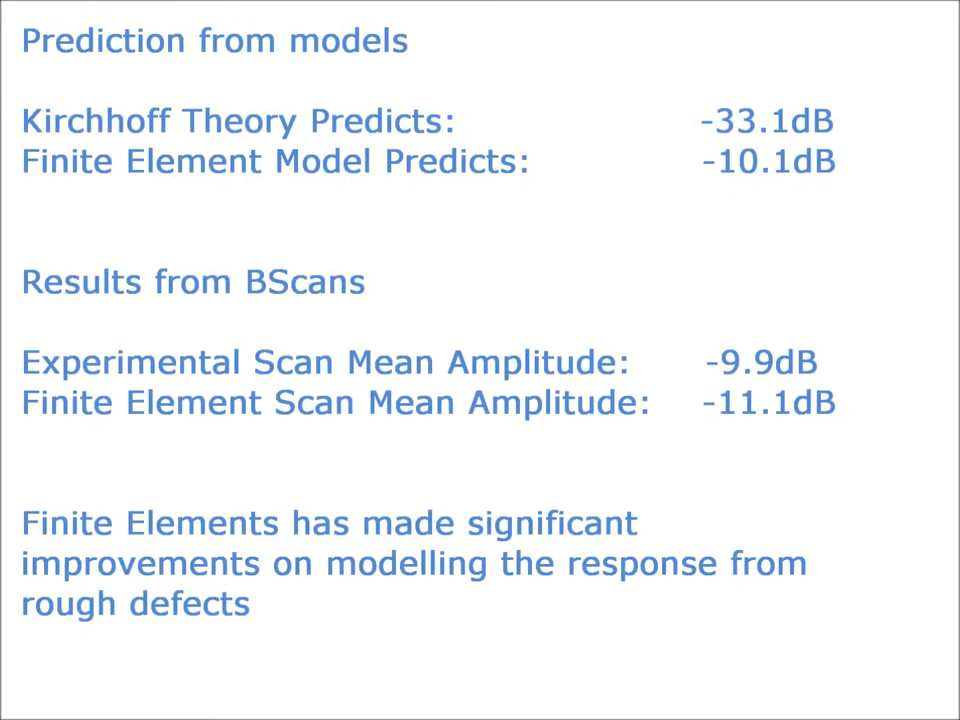 Prediction from models
Kirchhoff Theory Predicts: -33.1dB
Finite Element Model Predicts: -10.1dB
Results from BScans
Experimental Scan Mean Amplitude: -9.9dB
Finite Element Scan Mean Amplitude: -11.1dB
Finite Elements has made significant
improvements on modelling the response from
rough defects